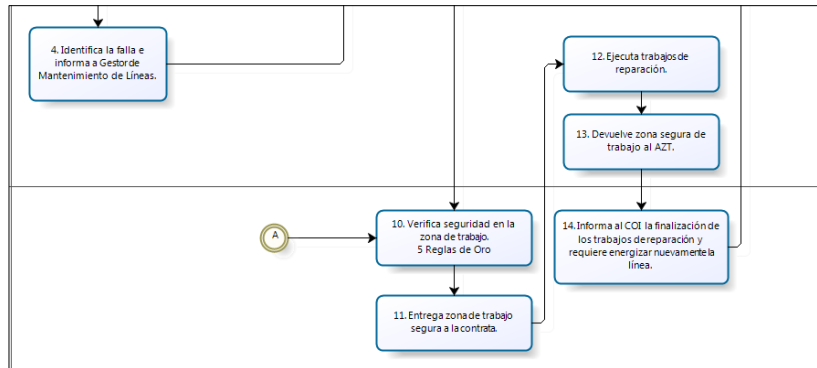 4. Identifica la falla e
informa a Gestor de
Mantenimiento de Líneas.
12. Ejecuta trabajos de
reparación.
13. Devuelve zona segura de
trabajo al AZT.
A
10. Verifica seguridad en la
zona de trabajo.
5 Reglas de Oro
14. Informa al COI la finalización de
los trabajos de reparación y
requiere energizar nuevamente la
línea.
11. Entrega zona de trabajo
segura a la contrata.